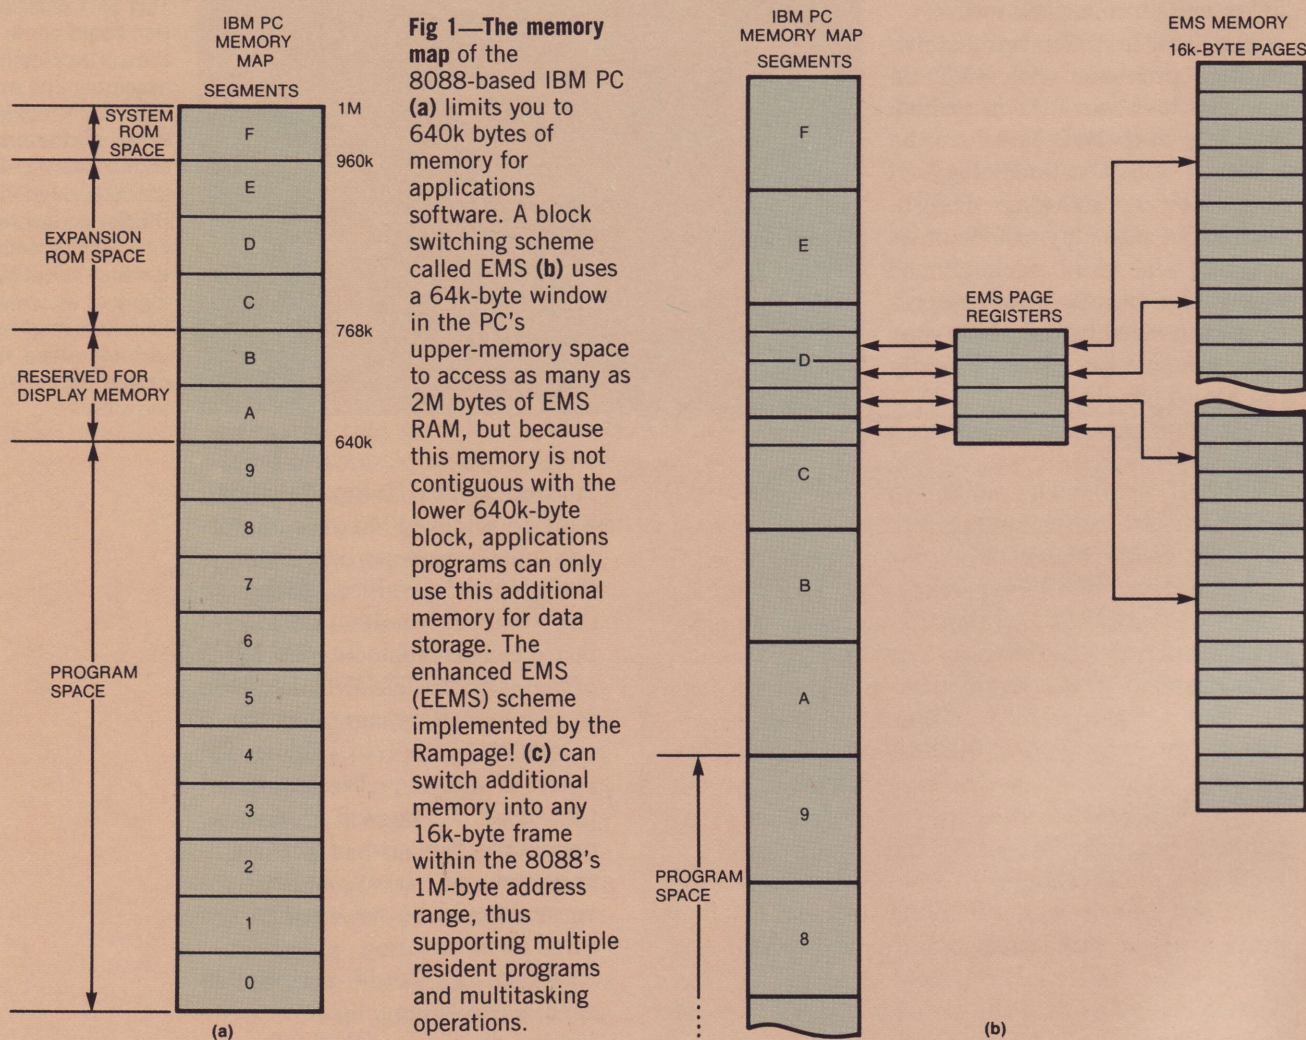 IBM PC
MEMORY
MAP
SEGMENTS
SYSTEM
ROM
SPACE
EXPANSION
ROM SPACE
RESERVED FOR
DISPLAY MEMORY
PROGRAM
SPACE
F
E
D
C
B
A
9
8
7
6
5
4
3
2
1
0
1M
960k
768k
640k
(a)
Fig 1—The memory
map of the
8088-based IBM PC
(a) limits you to
640k bytes of
memory for
applications
software. A block
switching scheme
called EMS (b) uses
a 64k-byte window
in the PC's
upper-memory space
to access as many as
2M bytes of EMS
RAM, but because
this memory is not
contiguous with the
lower 640k-byte
block, applications
programs can only
use this additional
memory for data
storage. The
enhanced EMS
(EEMS) scheme
implemented by the
Rampage! (c) can
switch additional
memory into any
16k-byte frame
within the 8088's
1M-byte address
range, thus
supporting multiple
resident programs
and multitasking
operations.
IBM PC
MEMORY MAP
SEGMENTS
F
E
D
C
B
A
9
8
PROGRAM
SPACE
EMS PAGE
REGISTERS
EMS MEMORY
16k-BYTE PAGES
(b)